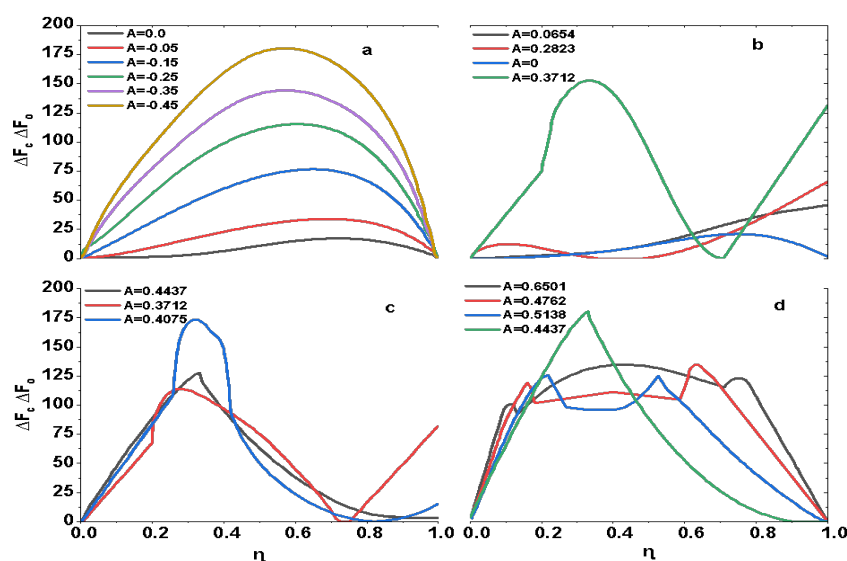 200
175
150
125
100
75
50
25
0
ΔF_c ΔF_0
A=0.0
A=-0.05
A=-0.15
A=-0.25
A=-0.35
A=-0.45
a
A=0.0654
A=0.2823
A=0
A=0.3712
b
200
175
150
125
100
75
50
25
0
ΔF_c ΔF_0
A=0.4437
A=0.3712
A=0.4075
c
A=0.6501
A=0.4762
A=0.5138
A=0.4437
d
0.0 0.2 0.4 0.6 0.8 1.0
0.0 0.2 0.4 0.6 0.8 1.0
η
η